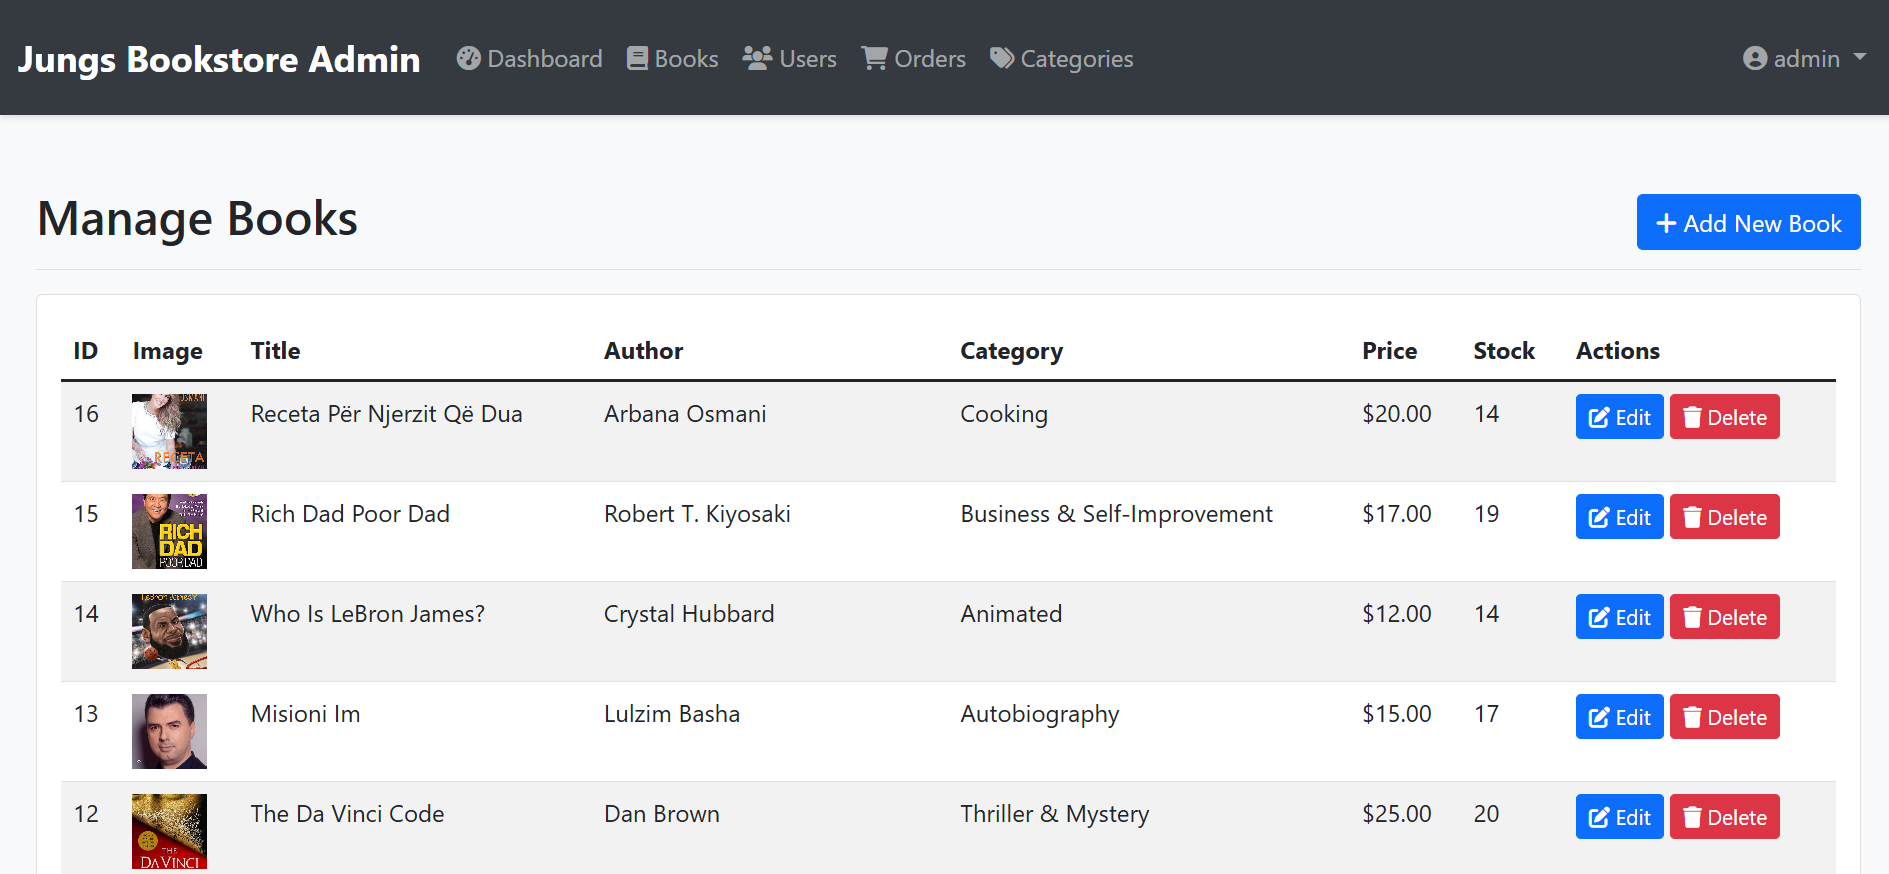 Jungs Bookstore Admin Dashboard Books Users Orders Categories admin
Manage Books
Add New Book
ID Image Title Author Category Price Stock Actions
16 Receta Për Njerzit Që Dua Arbana Osmani Cooking $20.00 14 Edit Delete
RECETA
15 Rich Dad Poor Dad Robert T. Kiyosaki Business & Self-Improvement $17.00 19 Edit Delete
RICH
DAD
POOR DAD
14 Who Is LeBron James? Crystal Hubbard Animated $12.00 14 Edit Delete
13 Misioni Im Lulzim Basha Autobiography $15.00 17 Edit Delete
12 The Da Vinci Code Dan Brown Thriller & Mystery $25.00 20 Edit Delete
THE
DA VINCI